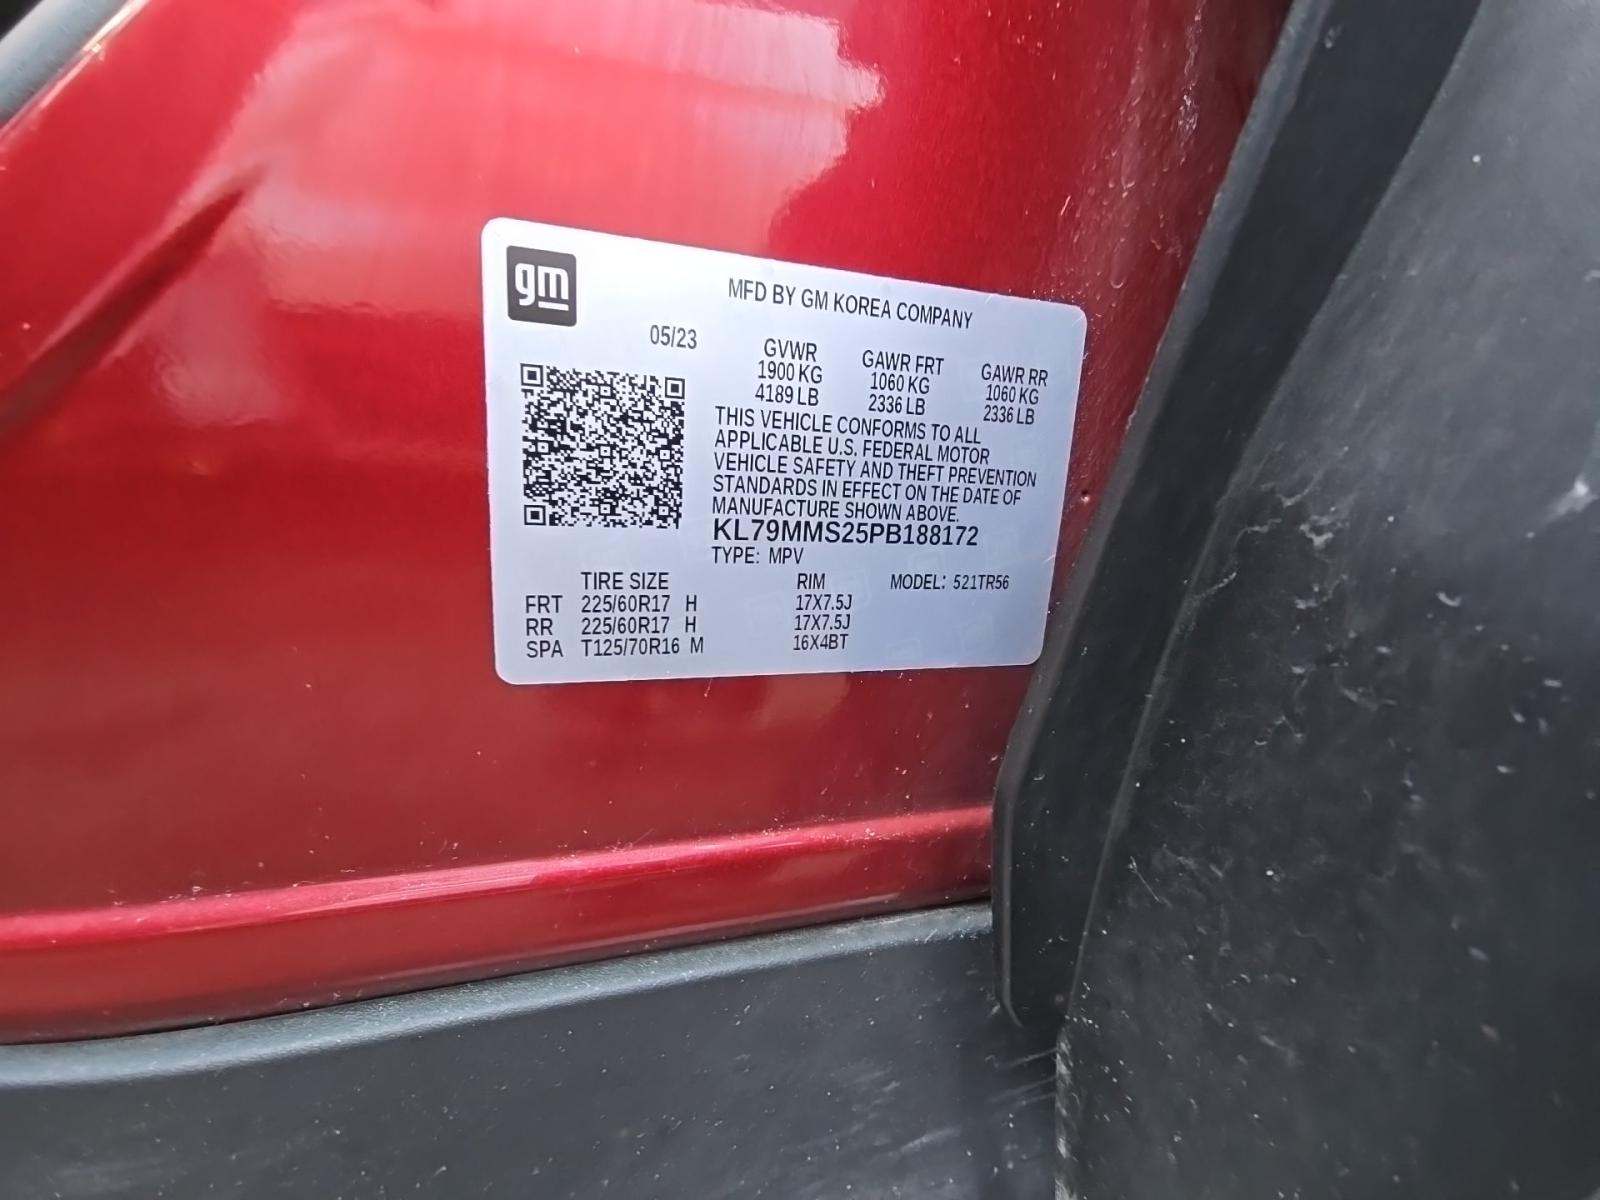 gm
MFD BY GM KOREA COMPANY
05/23
GVWR GAWR FRT GAWR RR
1900 KG 1060 KG 1060 KG
4189 LB 2336 LB 2336 LB
THIS VEHICLE CONFORMS TO ALL
APPLICABLE U.S. FEDERAL MOTOR
VEHICLE SAFETY AND THEFT PREVENTION
STANDARDS IN EFFECT ON THE DATE OF
MANUFACTURE SHOWN ABOVE.
KL79MMS25PB188172
TYPE: MPV
TIRE SIZE RIM MODEL: 521TR56
FRT 225/60R17 H 17X7.5J
RR 225/60R17 H 17X7.5J
SPA T125/70R16 M 16X4BT